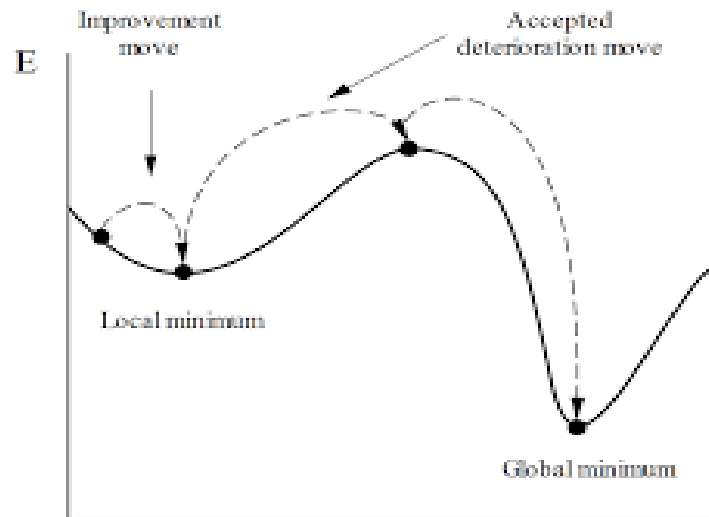 Improvement
move
Accepted
deterioration move
E
Local minimum
Global minimum